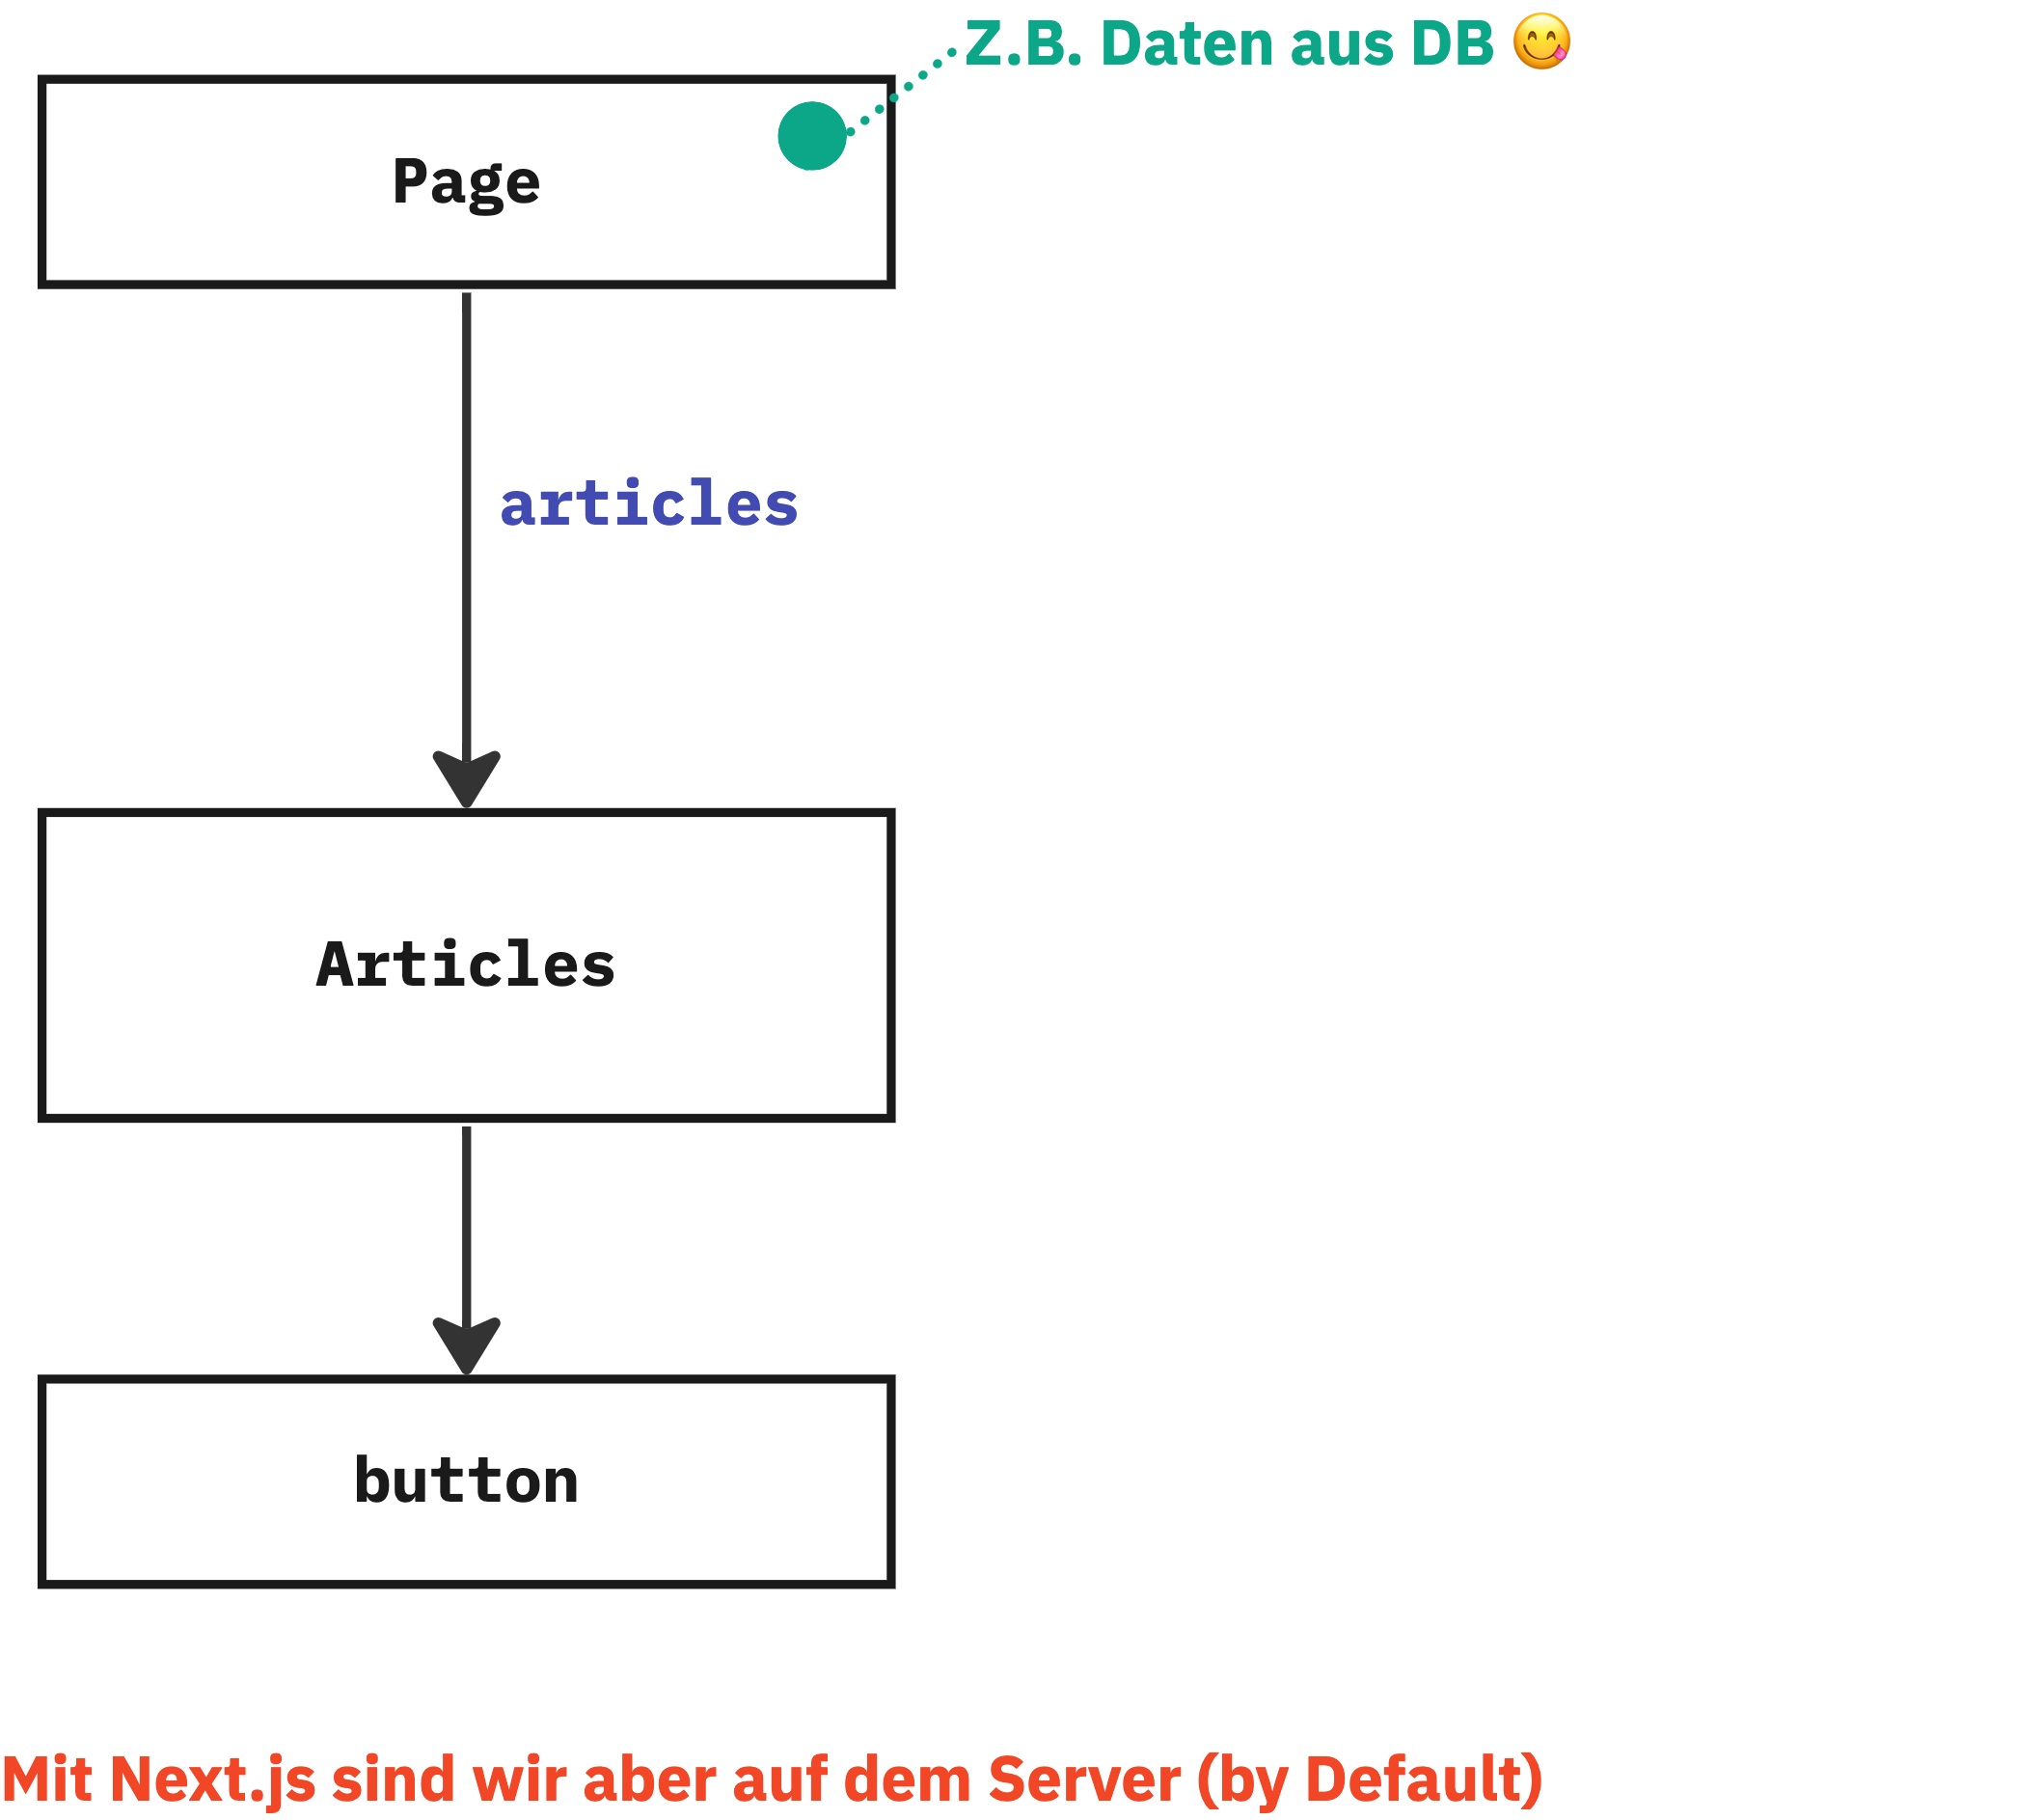 Z.B. Daten aus DB 😋
Page
articles
Articles
button
Mit Next.js sind wir aber auf dem Server (by Default)